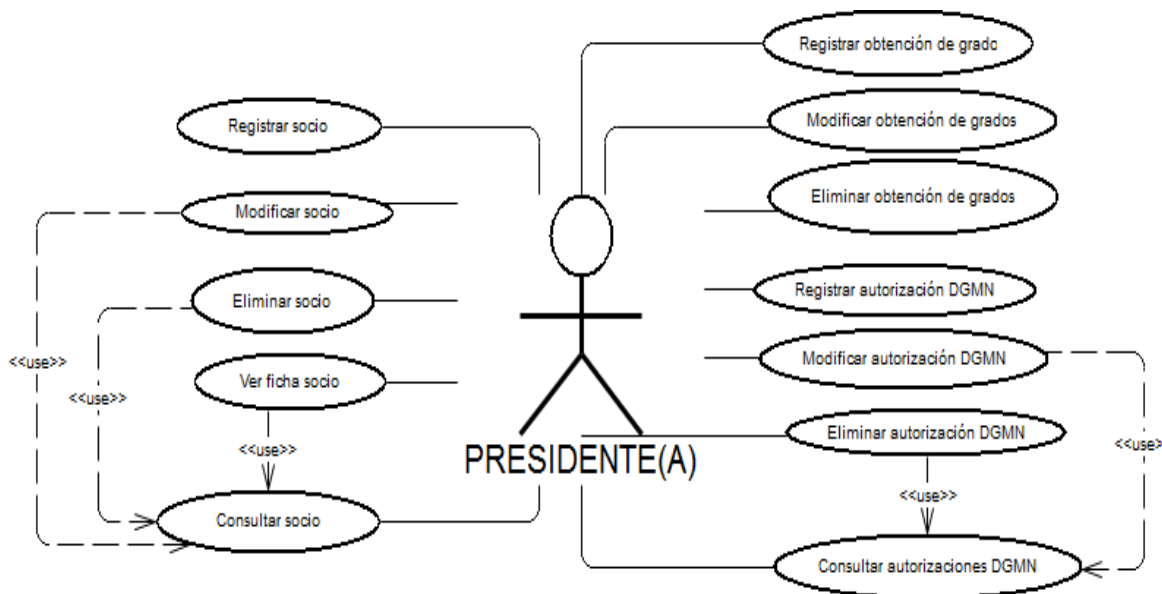 Registrar obtención de grado
Registrar socio
Modificar obtención de grados
Modificar socio
Eliminar obtención de grados
Eliminar socio
Registrar autorización DGMN
<<use>>
Modificar autorización DGMN
Ver ficha socio
<<use>>
Eliminar autorización DGMN
<<use>>
<<use>>
PRESIDENTE(A)
<<use>>
Consultar socio
Consultar autorizaciones DGMN